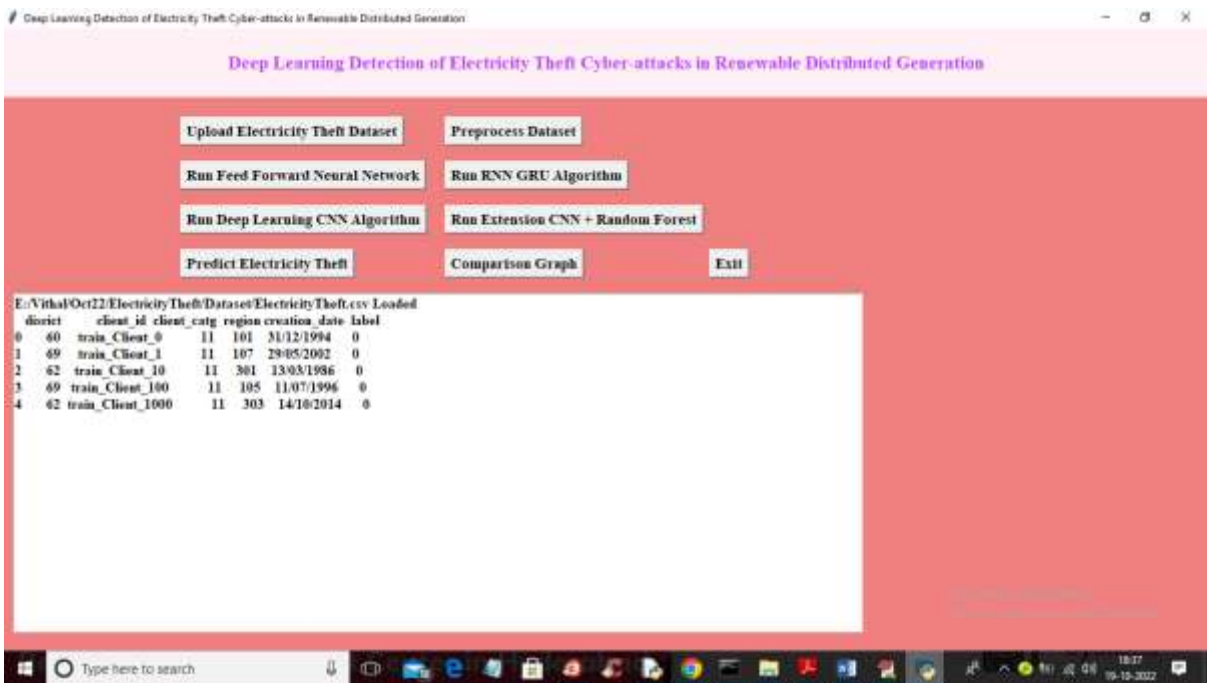 Deep Learning Detection of Electricity Theft Cyber-attacks in Renewable Distributed Generation
Deep Learning Detection of Electricity Theft Cyber-attacks in Renewable Distributed Generation
Upload Electricity Theft Dataset Preprocess Dataset
Run Feed Forward Neural Network Run RNN GRU Algorithm
Run Deep Learning CNN Algorithm Run Extension CNN + Random Forest
Predict Electricity Theft Comparison Graph Exit
E:/Vithal/Oct22/ElectricityTheft/Dataset/ElectricityTheft.csv Loaded
disrict client_id client_catg region creation_date label
0 60 train_Client_0 11 101 31/12/1994 0
1 69 train_Client_1 11 107 29/05/2002 0
2 62 train_Client_10 11 301 13/03/1986 0
3 69 train_Client_100 11 105 11/07/1996 0
4 62 train_Client_1000 11 303 14/10/2014 0
Type here to search
18:37
19-10-2022